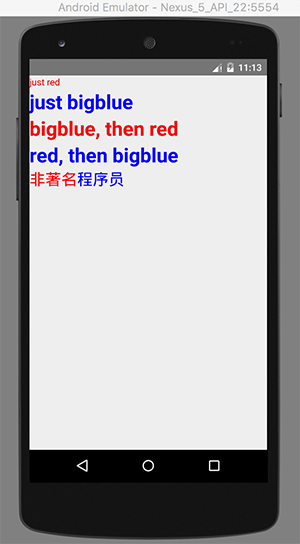 Android Emulator - Nexus_5_API_22:5554
11:13
just red
just bigblue
bigblue, then red
red, then bigblue
非著名程序员